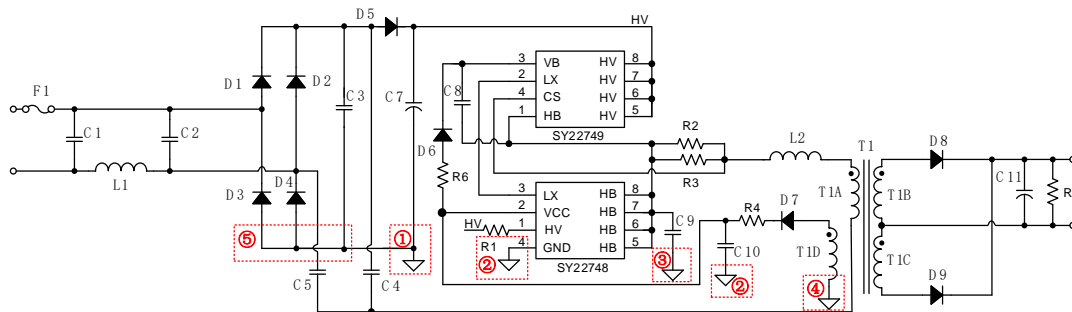 D5
HV
F1
D1
D2
C3
C7
C8
3 VB HV 8
2 LX HV 7
4 CS HV 6
1 HB HV 5
SY22749
C1
C2
L1
D6
R6
R2
R3
L2
T1
D8
T1A
T1B
C11
R
D3
D4
3 LX HB 8
2 VCC HB 7
HV
1 HV HB 6
4 GND HB 5
SY22748
R1
C9
R4
D7
C10
T1D
T1C
D9
C5
C4
⑤
①
②
③
②
④